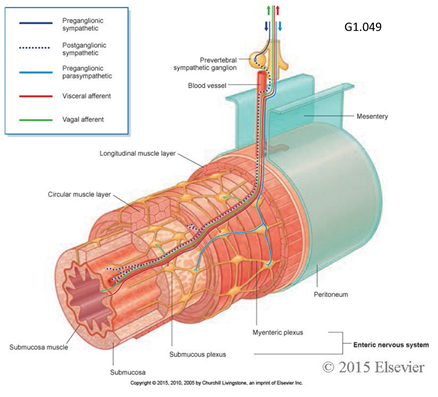 G1.049
Preganglionic
sympathetic
Postganglionic
sympathetic
Preganglionic
parasympathetic
Visceral afferent
Vagal afferent
Prevertebral
sympathetic ganglion
Blood vessel
Mesentery
Longitudinal muscle layer
Circular muscle layer
Peritoneum
Myenteric plexus
Enteric nervous system
Submucosa muscle
Submucous plexus
Submucosa
© 2015 Elsevier
Copyright © 2015, 2010, 2005 by Churchill Livingstone, an imprint of Elsevier Inc.